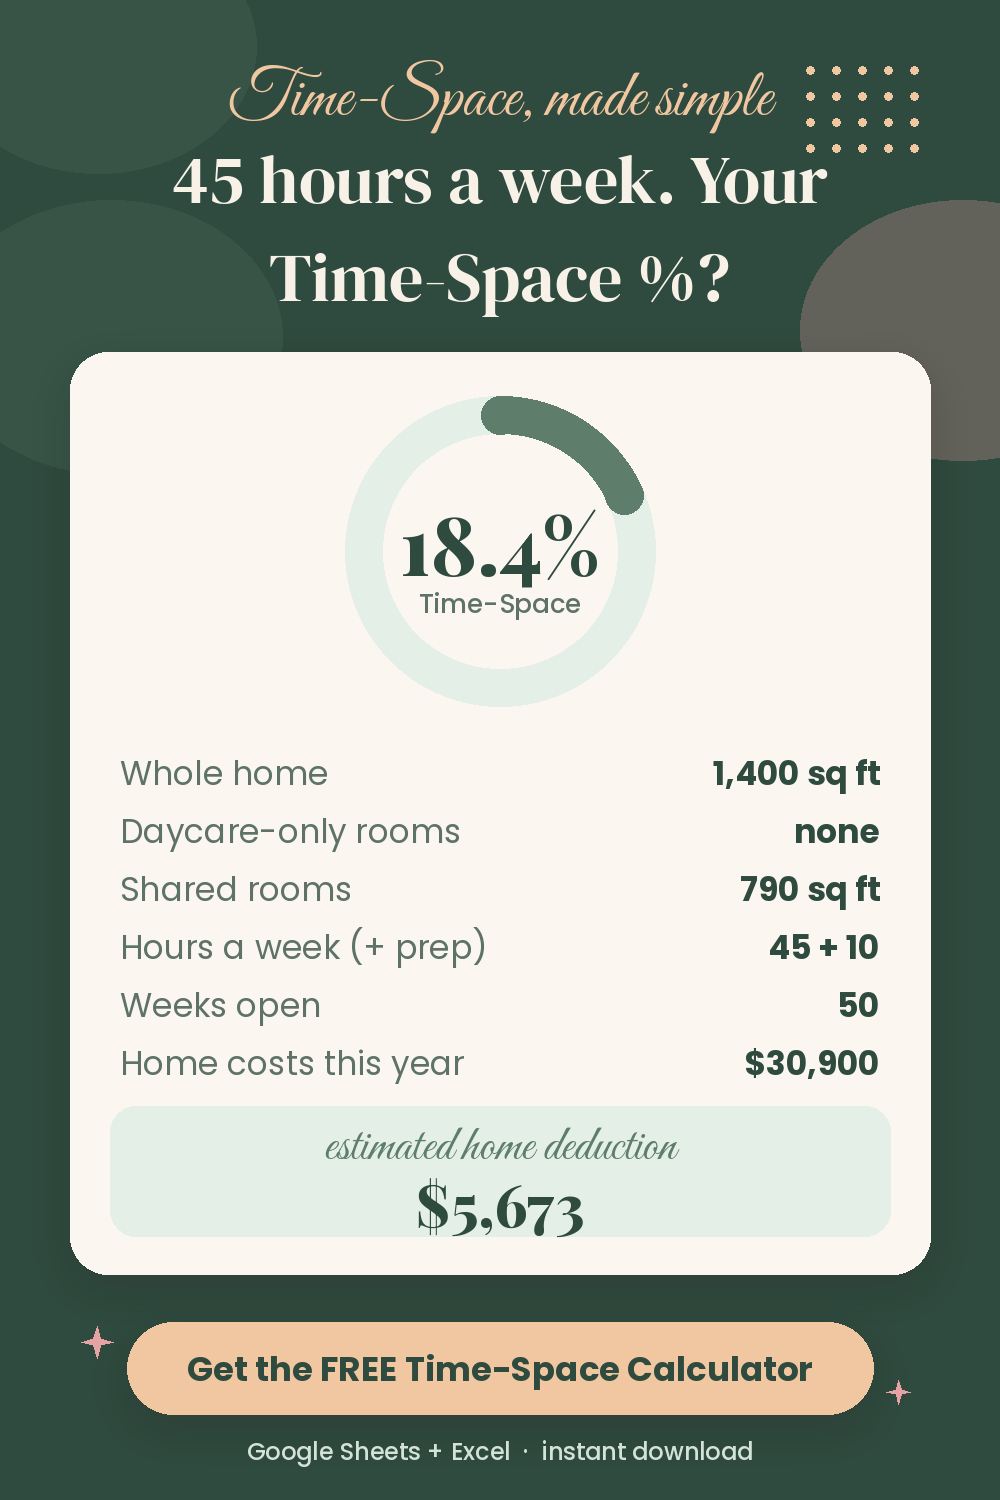 Time-Space, made simple
45 hours a week. Your
Time-Space %?
18.4%
Time-Space
Whole home 1,400 sq ft
Daycare-only rooms none
Shared rooms 790 sq ft
Hours a week (+ prep) 45 + 10
Weeks open 50
Home costs this year $30,900
estimated home deduction
$5,673
Get the FREE Time-Space Calculator
Google Sheets + Excel · instant download